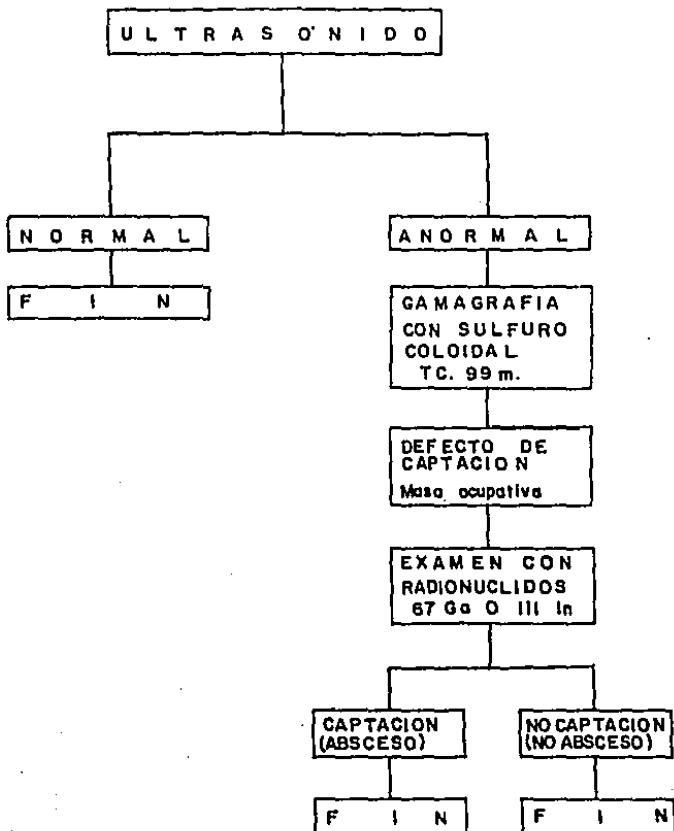 ULTRASO'NIDO
NORMAL
ANORMAL
FIN
GAMAGRAFIA
CON SULFURO
COLOIDAL
TC. 99 m.
DEFECTO DE
CAPTACION
Masa ocupativa
EXAMEN CON
RADIONUCLIDOS
67 Ga O III In
CAPTACION
(ABSCESO)
NO CAPTACION
(NO ABSCESO)
FIN
FIN